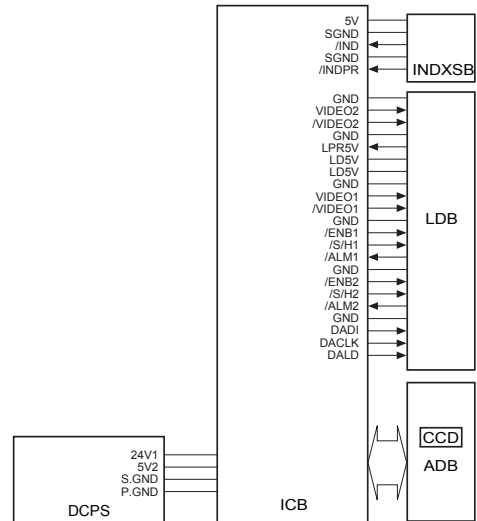 5V
SGND
/IND
SGND
/INDPR
INDXSB
GND
VIDEO2
/VIDEO2
GND
LPR5V
LD5V
LD5V
GND
VIDEO1
/VIDEO1
GND
/ENB1
/S/H1
/ALM1
GND
/ENB2
/S/H2
/ALM2
GND
DADI
DACLK
DALD
LDB
CCD
ADB
24V1
5V2
S.GND
P.GND
DCPS
ICB